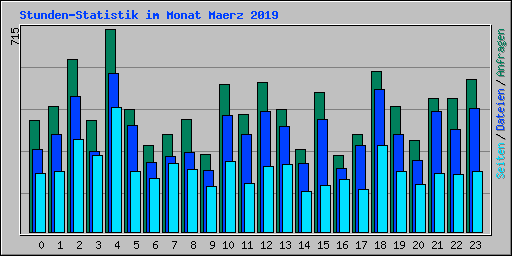 Stunden-Statistik im Monat Maerz 2019
715
Seiten / Dateien / Anfragen
0 1 2 3 4 5 6 7 8 9 10 11 12 13 14 15 16 17 18 19 20 21 22 23